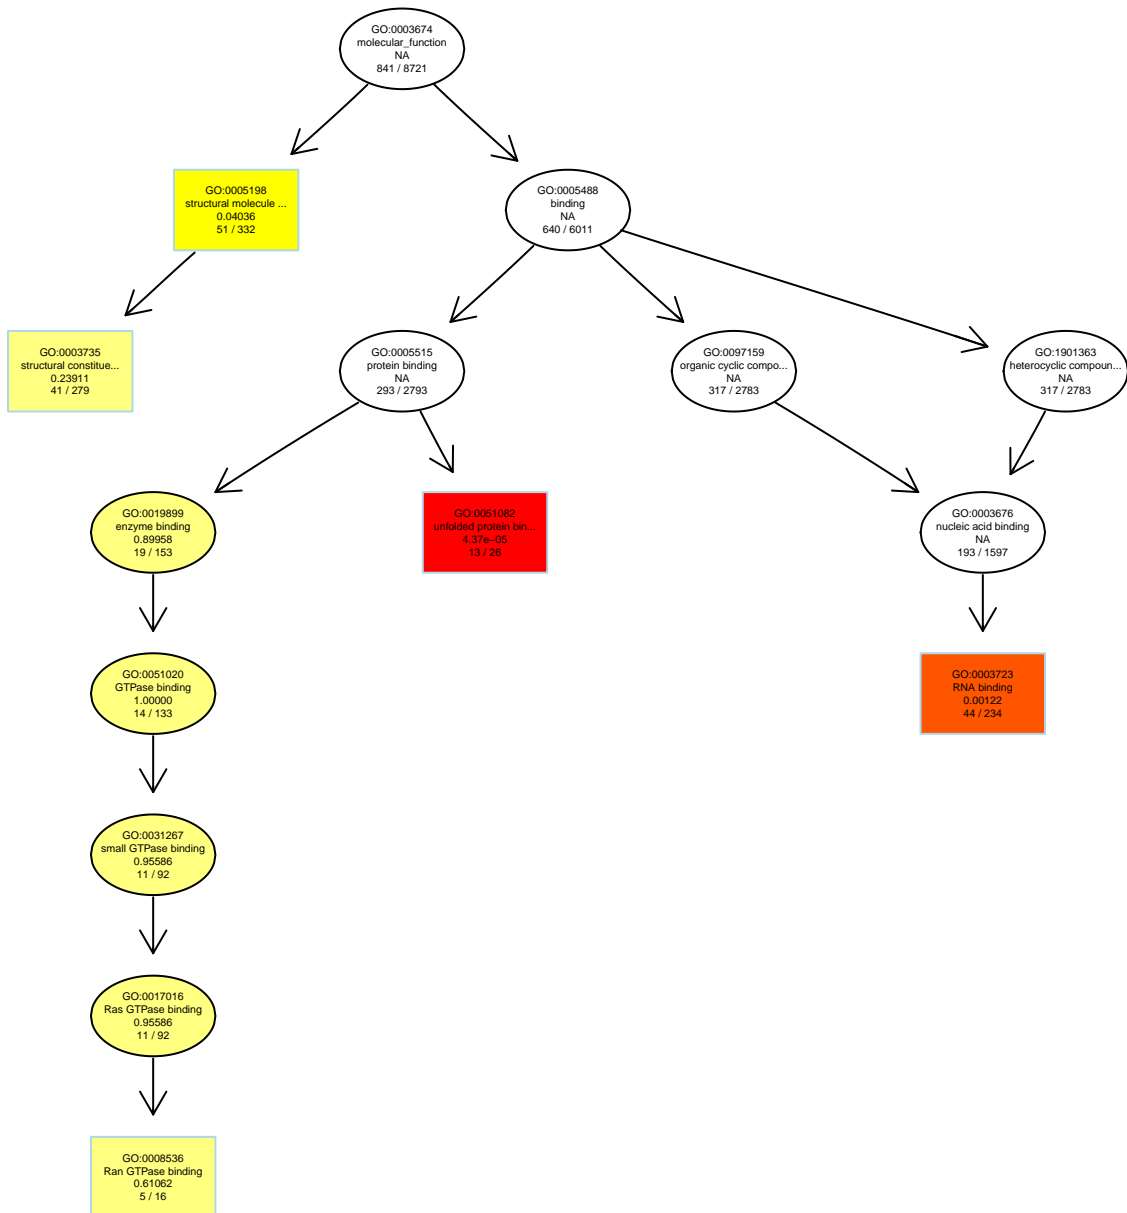 GO:0003674
molecular_function
NA
841 / 8721
GO:0005198
structural molecule ...
0.04036
51 / 332
GO:0005488
binding
NA
640 / 6011
GO:0003735
structural constitue...
0.23911
41 / 279
GO:0005515
protein binding
NA
293 / 2793
GO:0097159
organic cyclic compo...
NA
317 / 2783
GO:1901363
heterocyclic compoun...
NA
317 / 2783
GO:0019899
enzyme binding
0.89958
19 / 153
GO:0051082
unfolded protein bin...
4.37e−05
13 / 26
GO:0003676
nucleic acid binding
NA
193 / 1597
GO:0051020
GTPase binding
1.00000
14 / 133
GO:0003723
RNA binding
0.00122
44 / 234
GO:0031267
small GTPase binding
0.95586
11 / 92
GO:0017016
Ras GTPase binding
0.95586
11 / 92
GO:0008536
Ran GTPase binding
0.61062
5 / 16